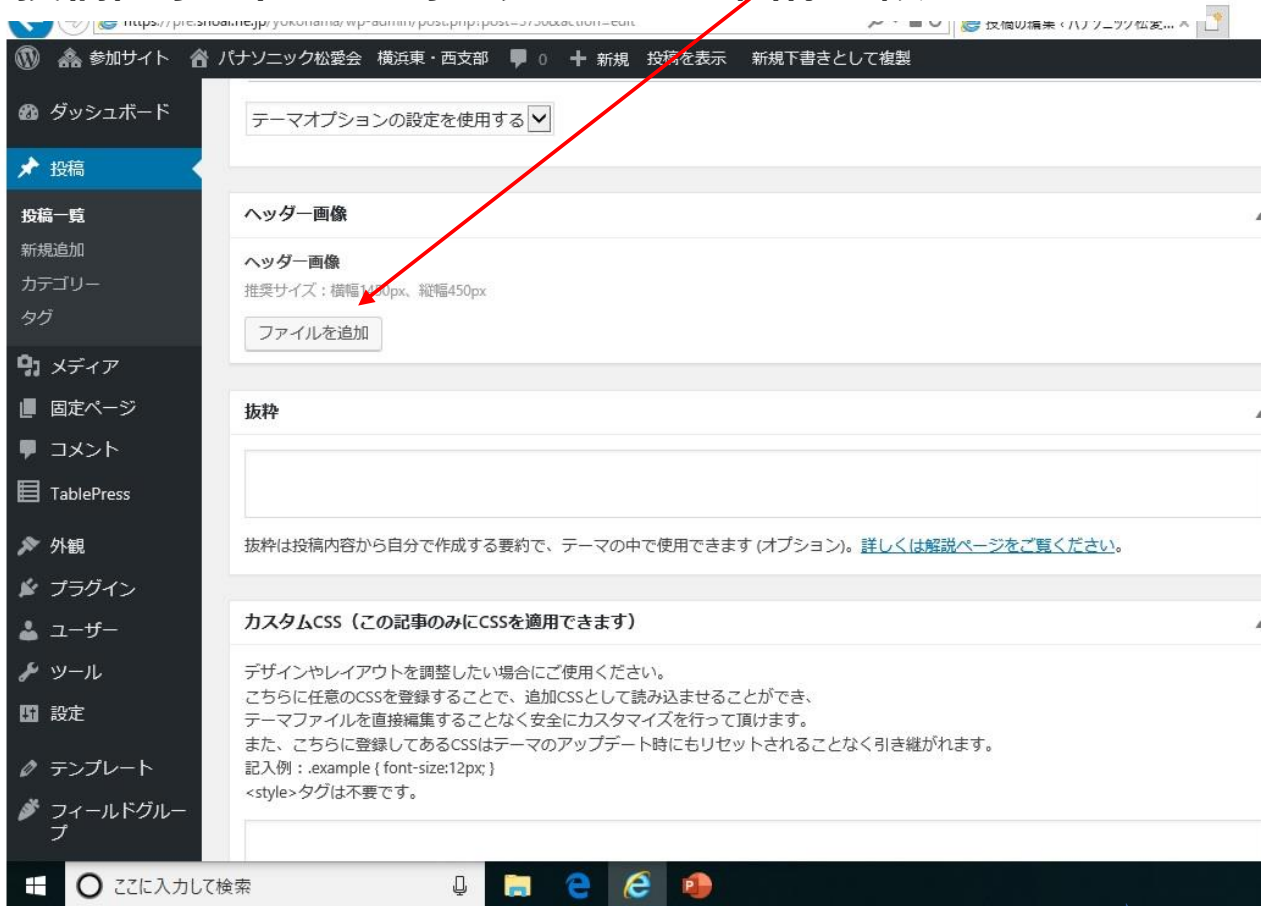 https://pre.shoai.ne.jp/yokohama/wp-admin/post.php?post=5750&action=edit
投稿の編集 ‹ パナソニック松愛... ×
参加サイト パナソニック松愛会 横浜東・西支部 0 + 新規 投稿を表示 新規下書きとして複製
ダッシュボード
テーマオプションの設定を使用する
投稿
投稿一覧
新規追加
カテゴリー
タグ
メディア
固定ページ
コメント
TablePress
外観
プラグイン
ユーザー
ツール
設定
テンプレート
フィールドグルー
プ
ヘッダー画像
ヘッダー画像
推奨サイズ：横幅1450px、縦幅450px
ファイルを追加
抜粋
抜粋は投稿内容から自分で作成する要約で、テーマの中で使用できます (オプション)。詳しくは解説ページをご覧ください。
カスタムCSS（この記事のみにCSSを適用できます）
デザインやレイアウトを調整したい場合にご使用ください。
こちらに任意のCSSを登録することで、追加CSSとして読み込ませることができ、
テーマファイルを直接編集することなく安全にカスタマイズを行って頂けます。
また、こちらに登録してあるCSSはテーマのアップデート時にもリセットされることなく引き継がれます。
記入例：.example { font-size:12px; }
<style>タグは不要です。
ここに入力して検索